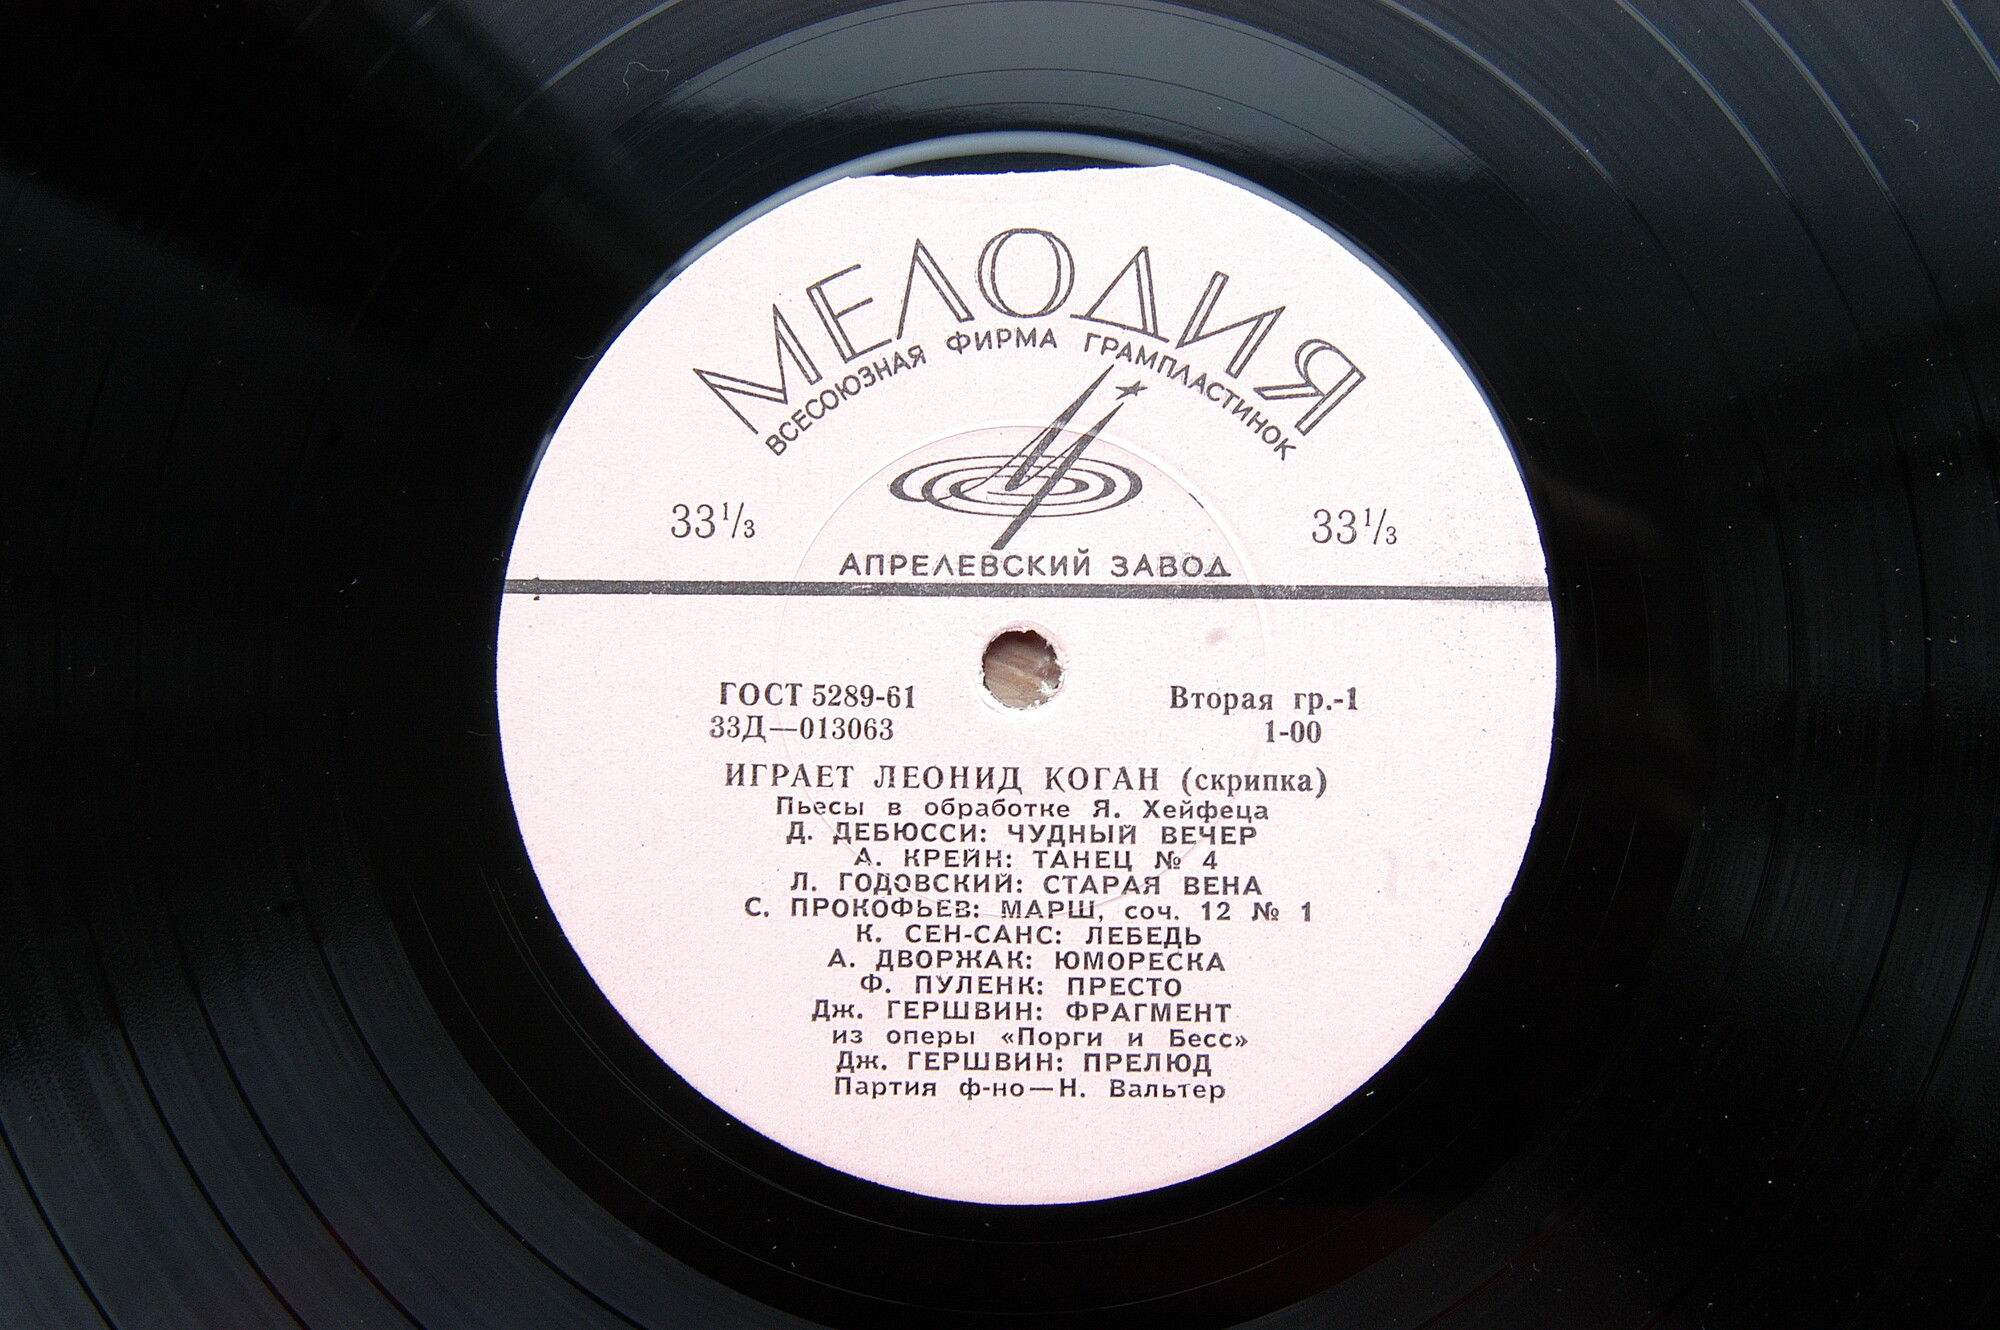 МЕЛОДИЯ
ВСЕСОЮЗНАЯ ФИРМА ГРАМПЛАСТИНОК
33⅓ 33⅓
АПРЕЛЕВСКИЙ ЗАВОД
ГОСТ 5289-61 Вторая гр.-1
33Д—013063 1-00
ИГРАЕТ ЛЕОНИД КОГАН (скрипка)
Пьесы в обработке Я. Хейфеца
Д. ДЕБЮССИ: ЧУДНЫЙ ВЕЧЕР
А. КРЕЙН: ТАНЕЦ № 4
Л. ГОДОВСКИЙ: СТАРАЯ ВЕНА
С. ПРОКОФЬЕВ: МАРШ, соч. 12 № 1
К. СЕН-САНС: ЛЕБЕДЬ
А. ДВОРЖАК: ЮМОРЕСКА
Ф. ПУЛЕНК: ПРЕСТО
Дж. ГЕРШВИН: ФРАГМЕНТ
из оперы «Порги и Бесс»
Дж. ГЕРШВИН: ПРЕЛЮД
Партия ф-но—Н. Вальтер